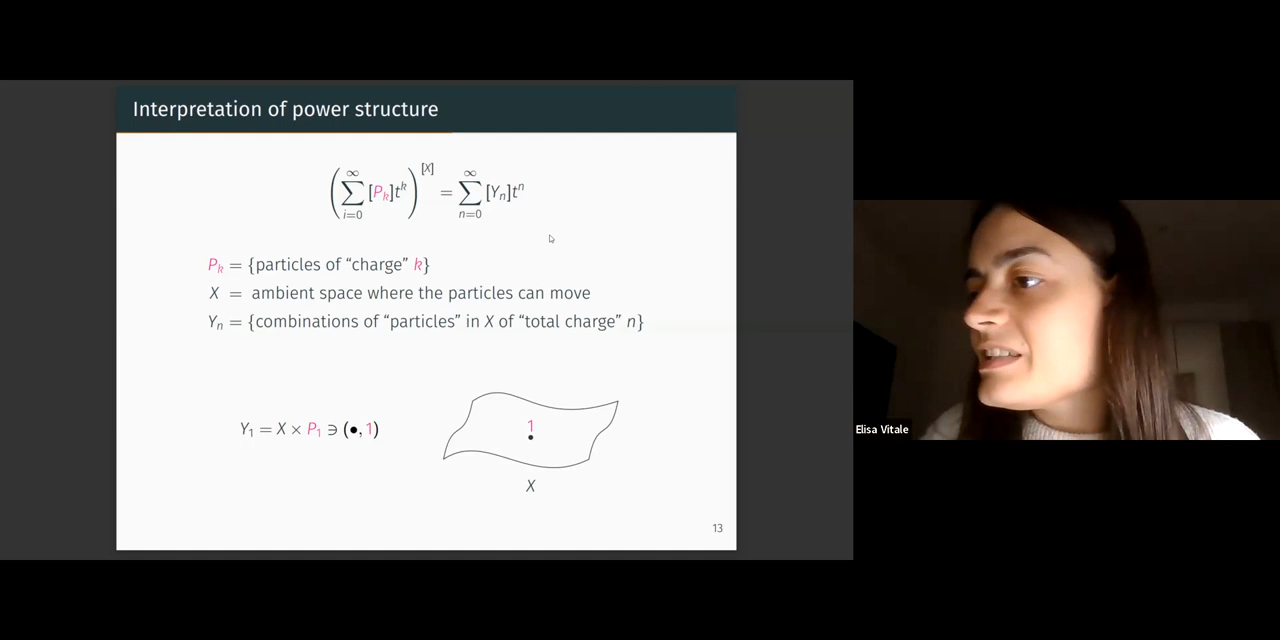 Interpretation of power structure
(∑_{i=0}^{∞} [P_k]t^k)^{[X]} = ∑_{n=0}^{∞} [Y_n]t^n
P_k = {particles of “charge” k}
X = ambient space where the particles can move
Y_n = {combinations of “particles” in X of “total charge” n}
Y_1 = X × P_1 ∋ (•, 1)
1
X
13
Elisa Vitale